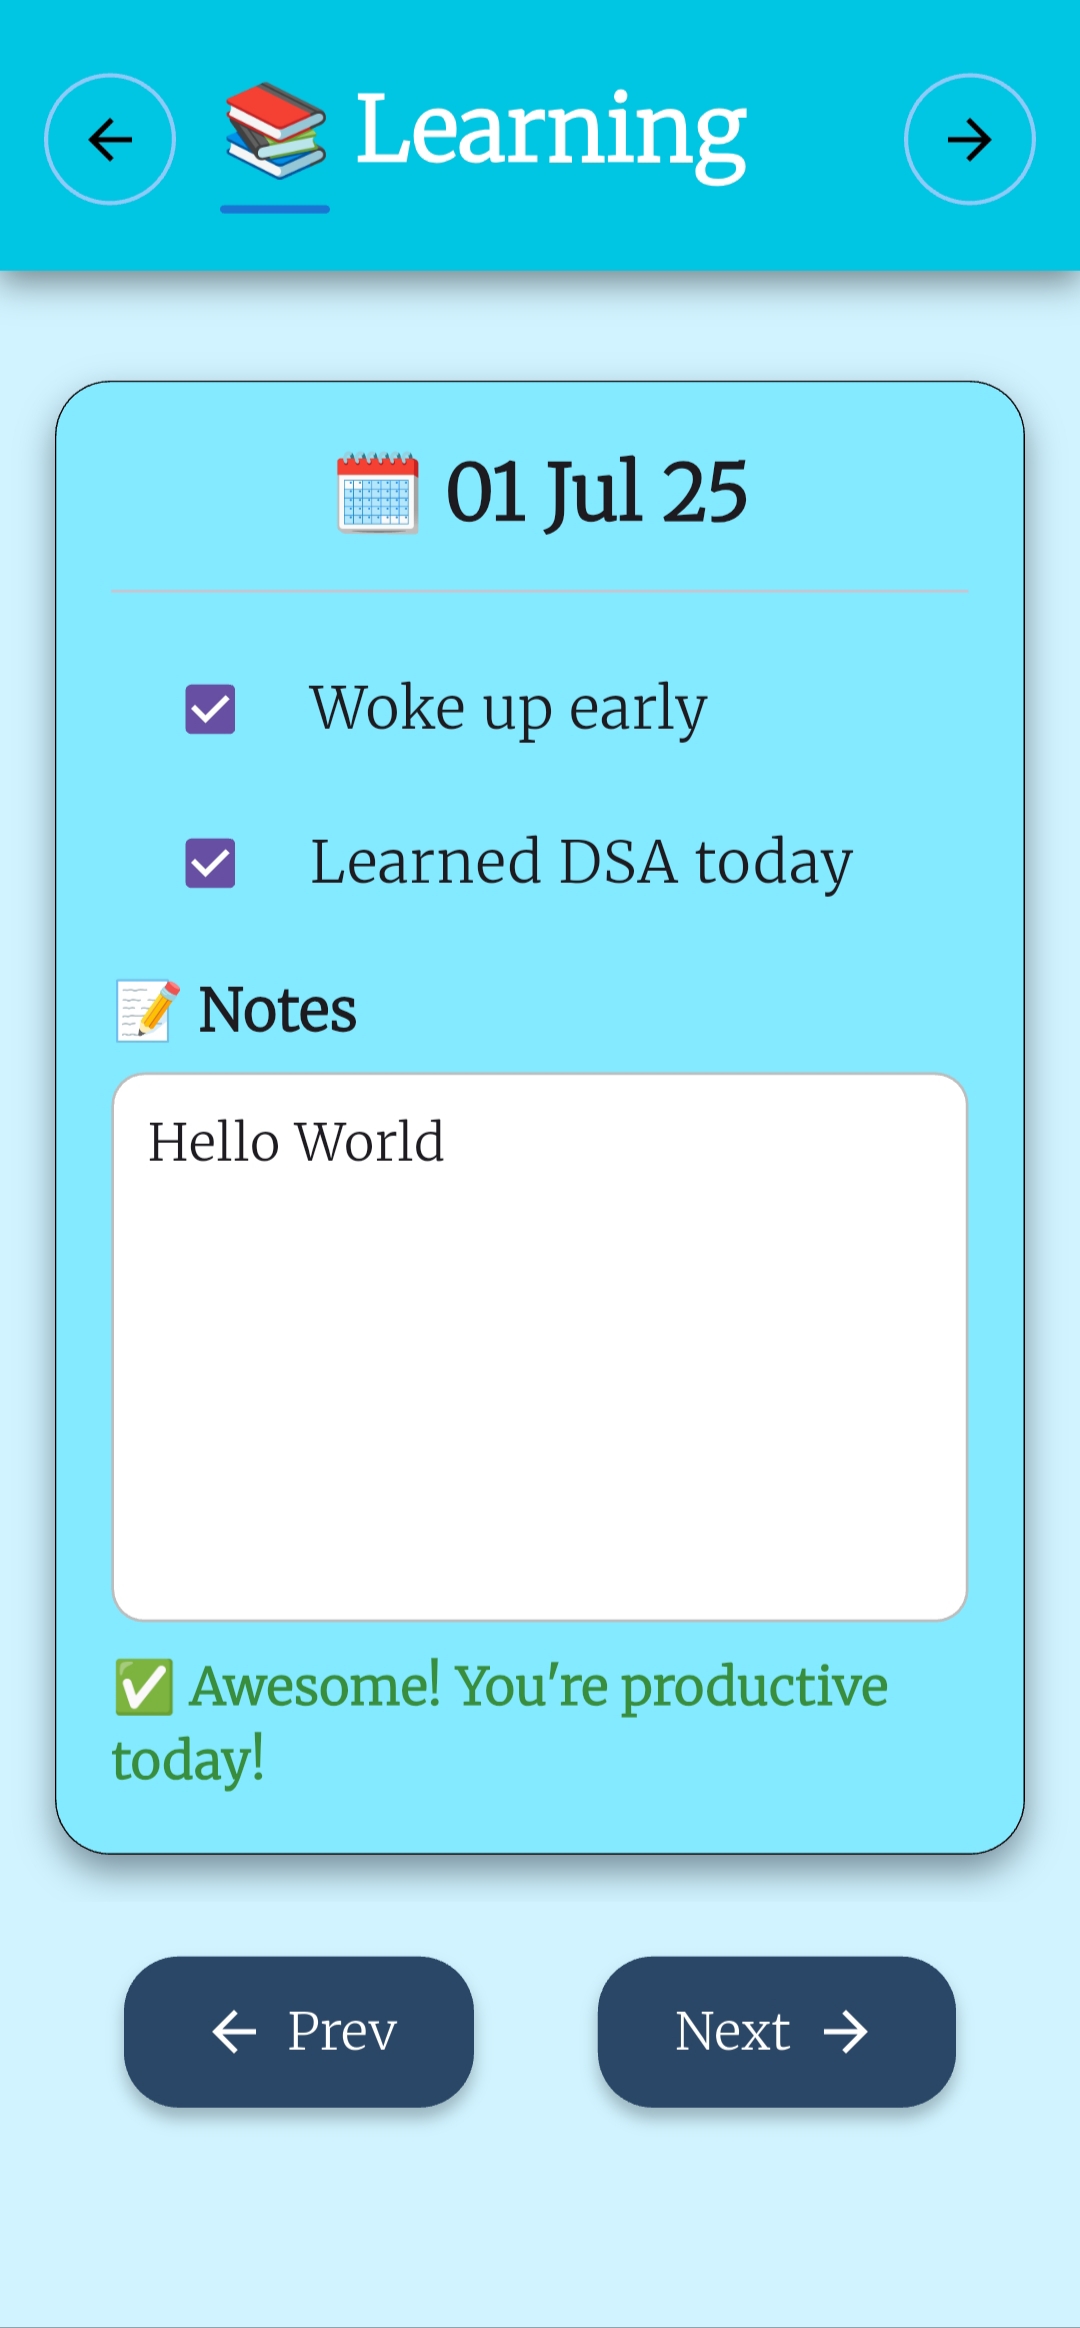 Learning
01 Jul 25
Woke up early
Learned DSA today
Notes
Hello World
Awesome! You're productive
today!
Prev
Next